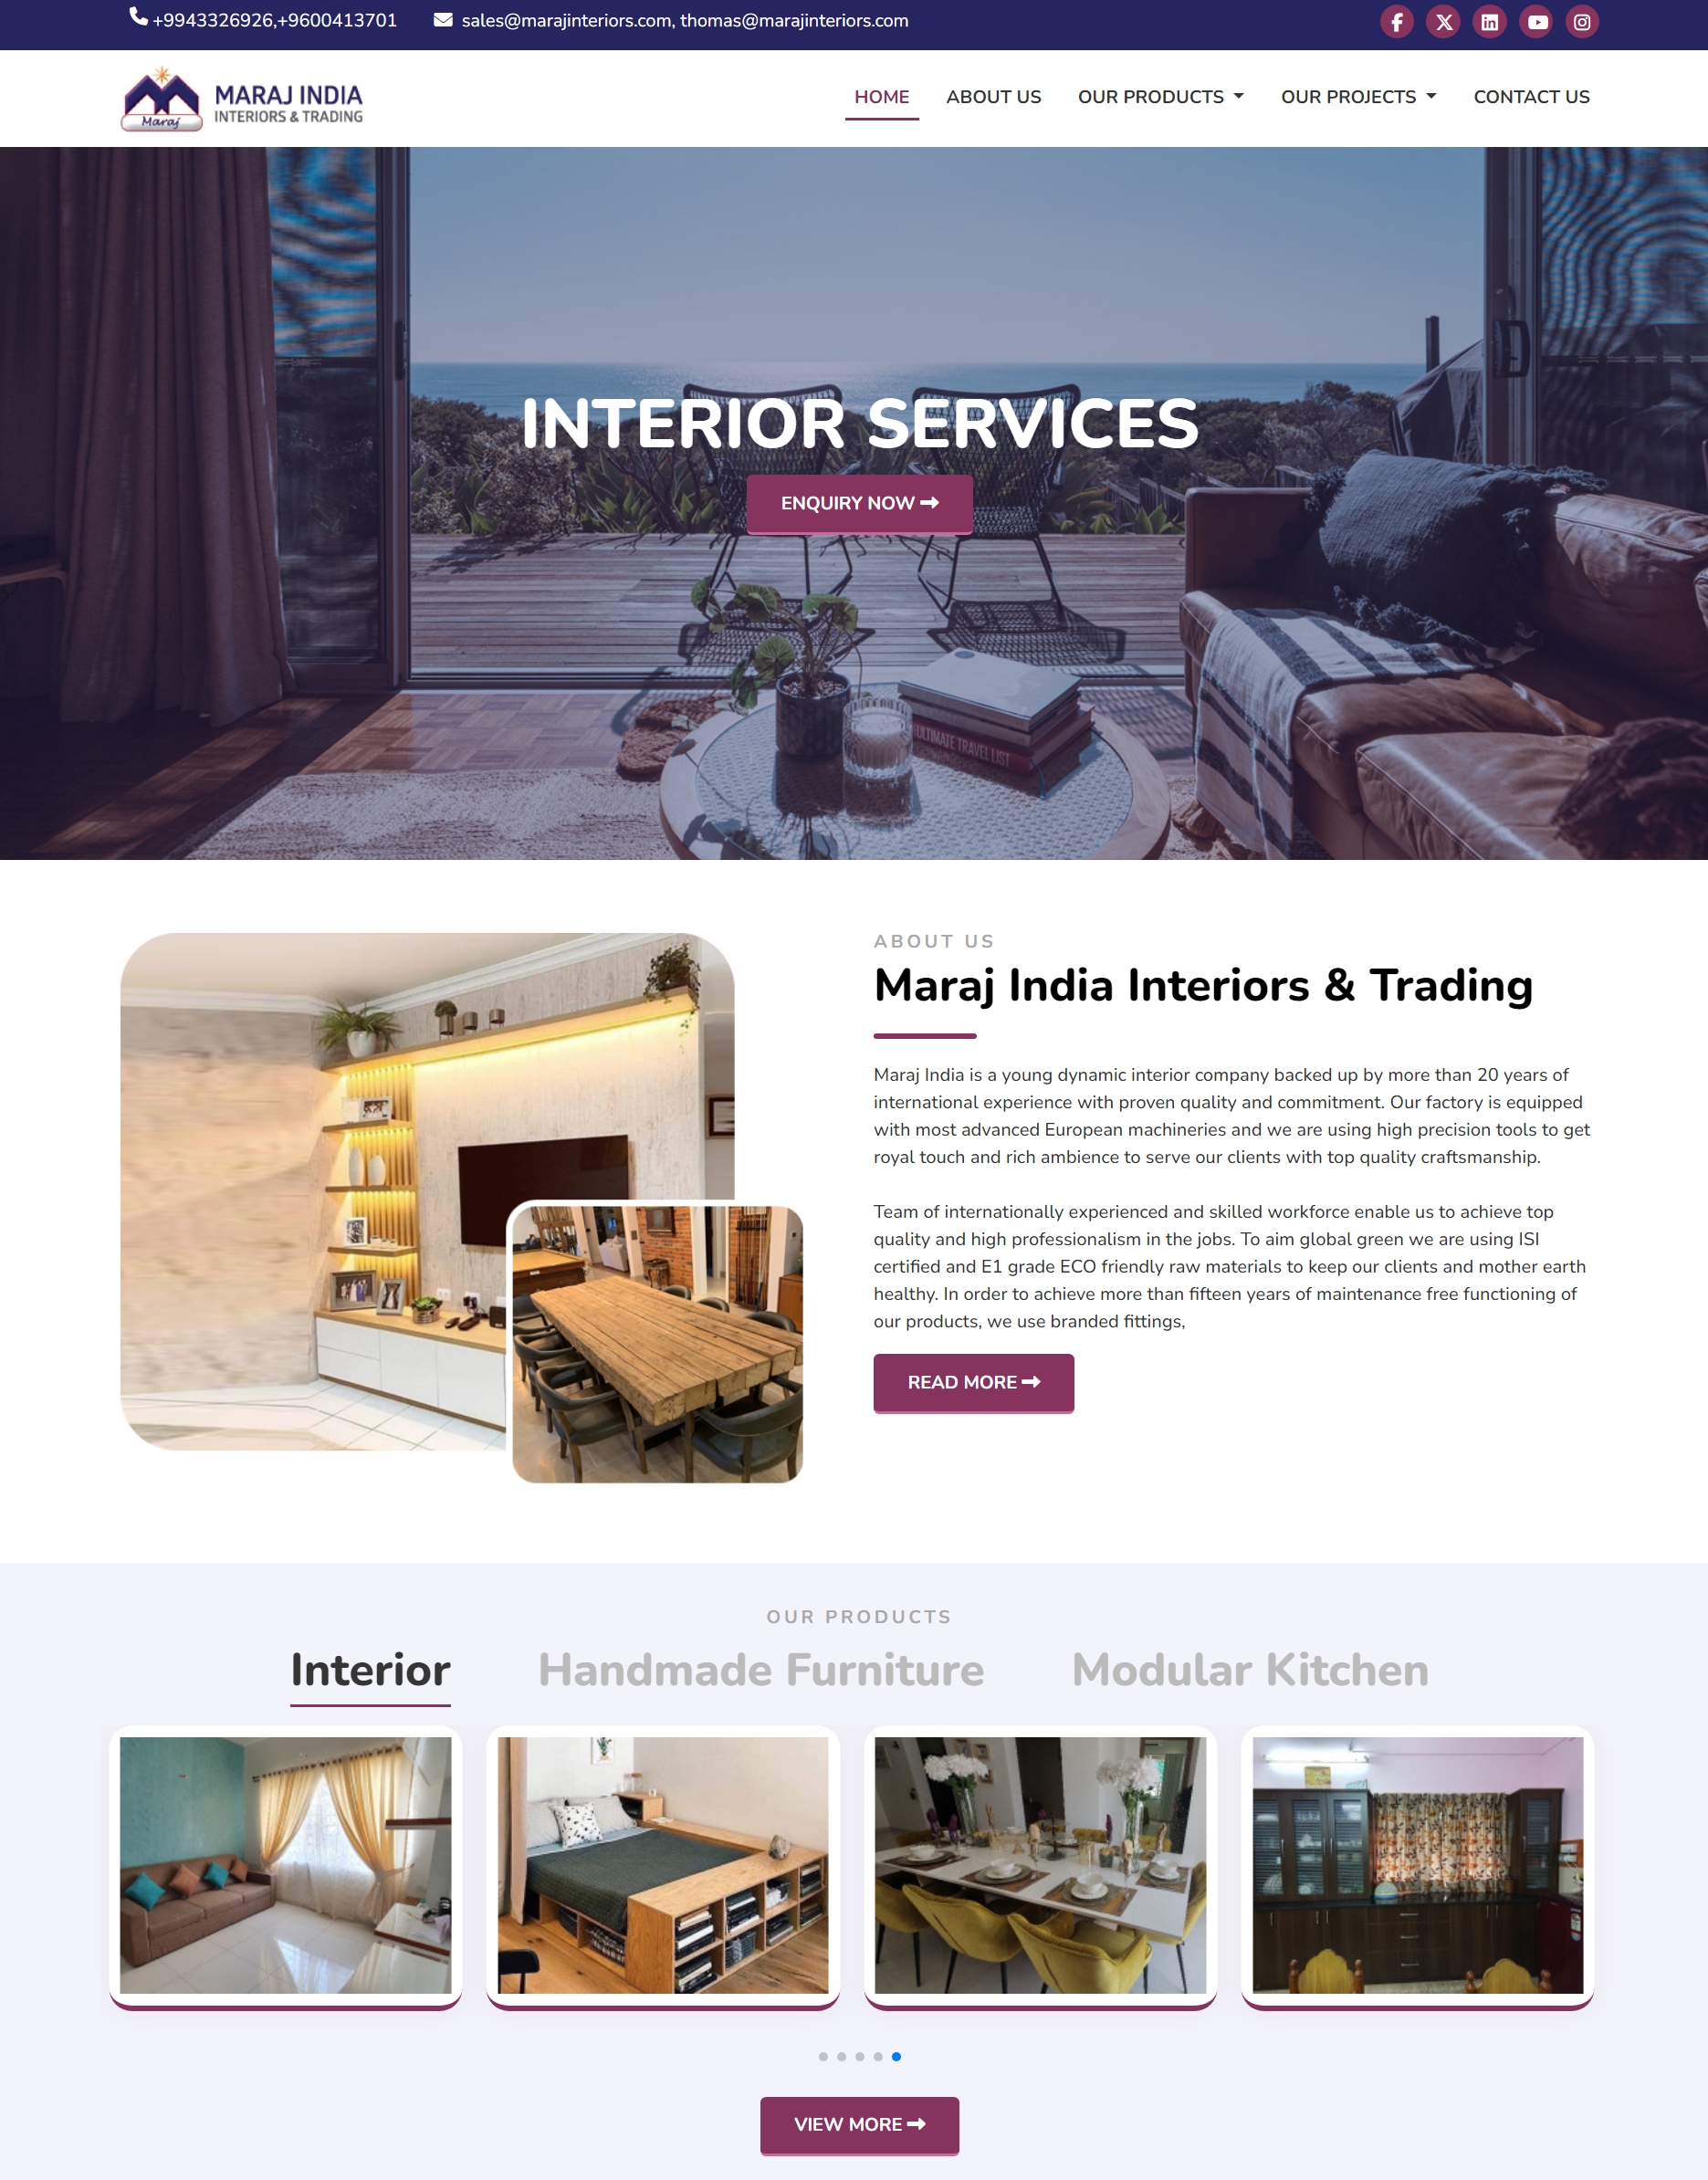 +9943326926,+9600413701
sales@marajinteriors.com, thomas@marajinteriors.com
Maraj
MARAJ INDIA
INTERIORS & TRADING
HOME
ABOUT US
OUR PRODUCTS
OUR PROJECTS
CONTACT US
INTERIOR SERVICES
ENQUIRY NOW
ULTIMATE TRAVEL LIST
ABOUT US
Maraj India Interiors & Trading
Maraj India is a young dynamic interior company backed up by more than 20 years of
international experience with proven quality and commitment. Our factory is equipped
with most advanced European machineries and we are using high precision tools to get
royal touch and rich ambience to serve our clients with top quality craftsmanship.
Team of internationally experienced and skilled workforce enable us to achieve top
quality and high professionalism in the jobs. To aim global green we are using ISI
certified and E1 grade ECO friendly raw materials to keep our clients and mother earth
healthy. In order to achieve more than fifteen years of maintenance free functioning of
our products, we use branded fittings,
READ MORE
OUR PRODUCTS
Interior
Handmade Furniture
Modular Kitchen
VIEW MORE